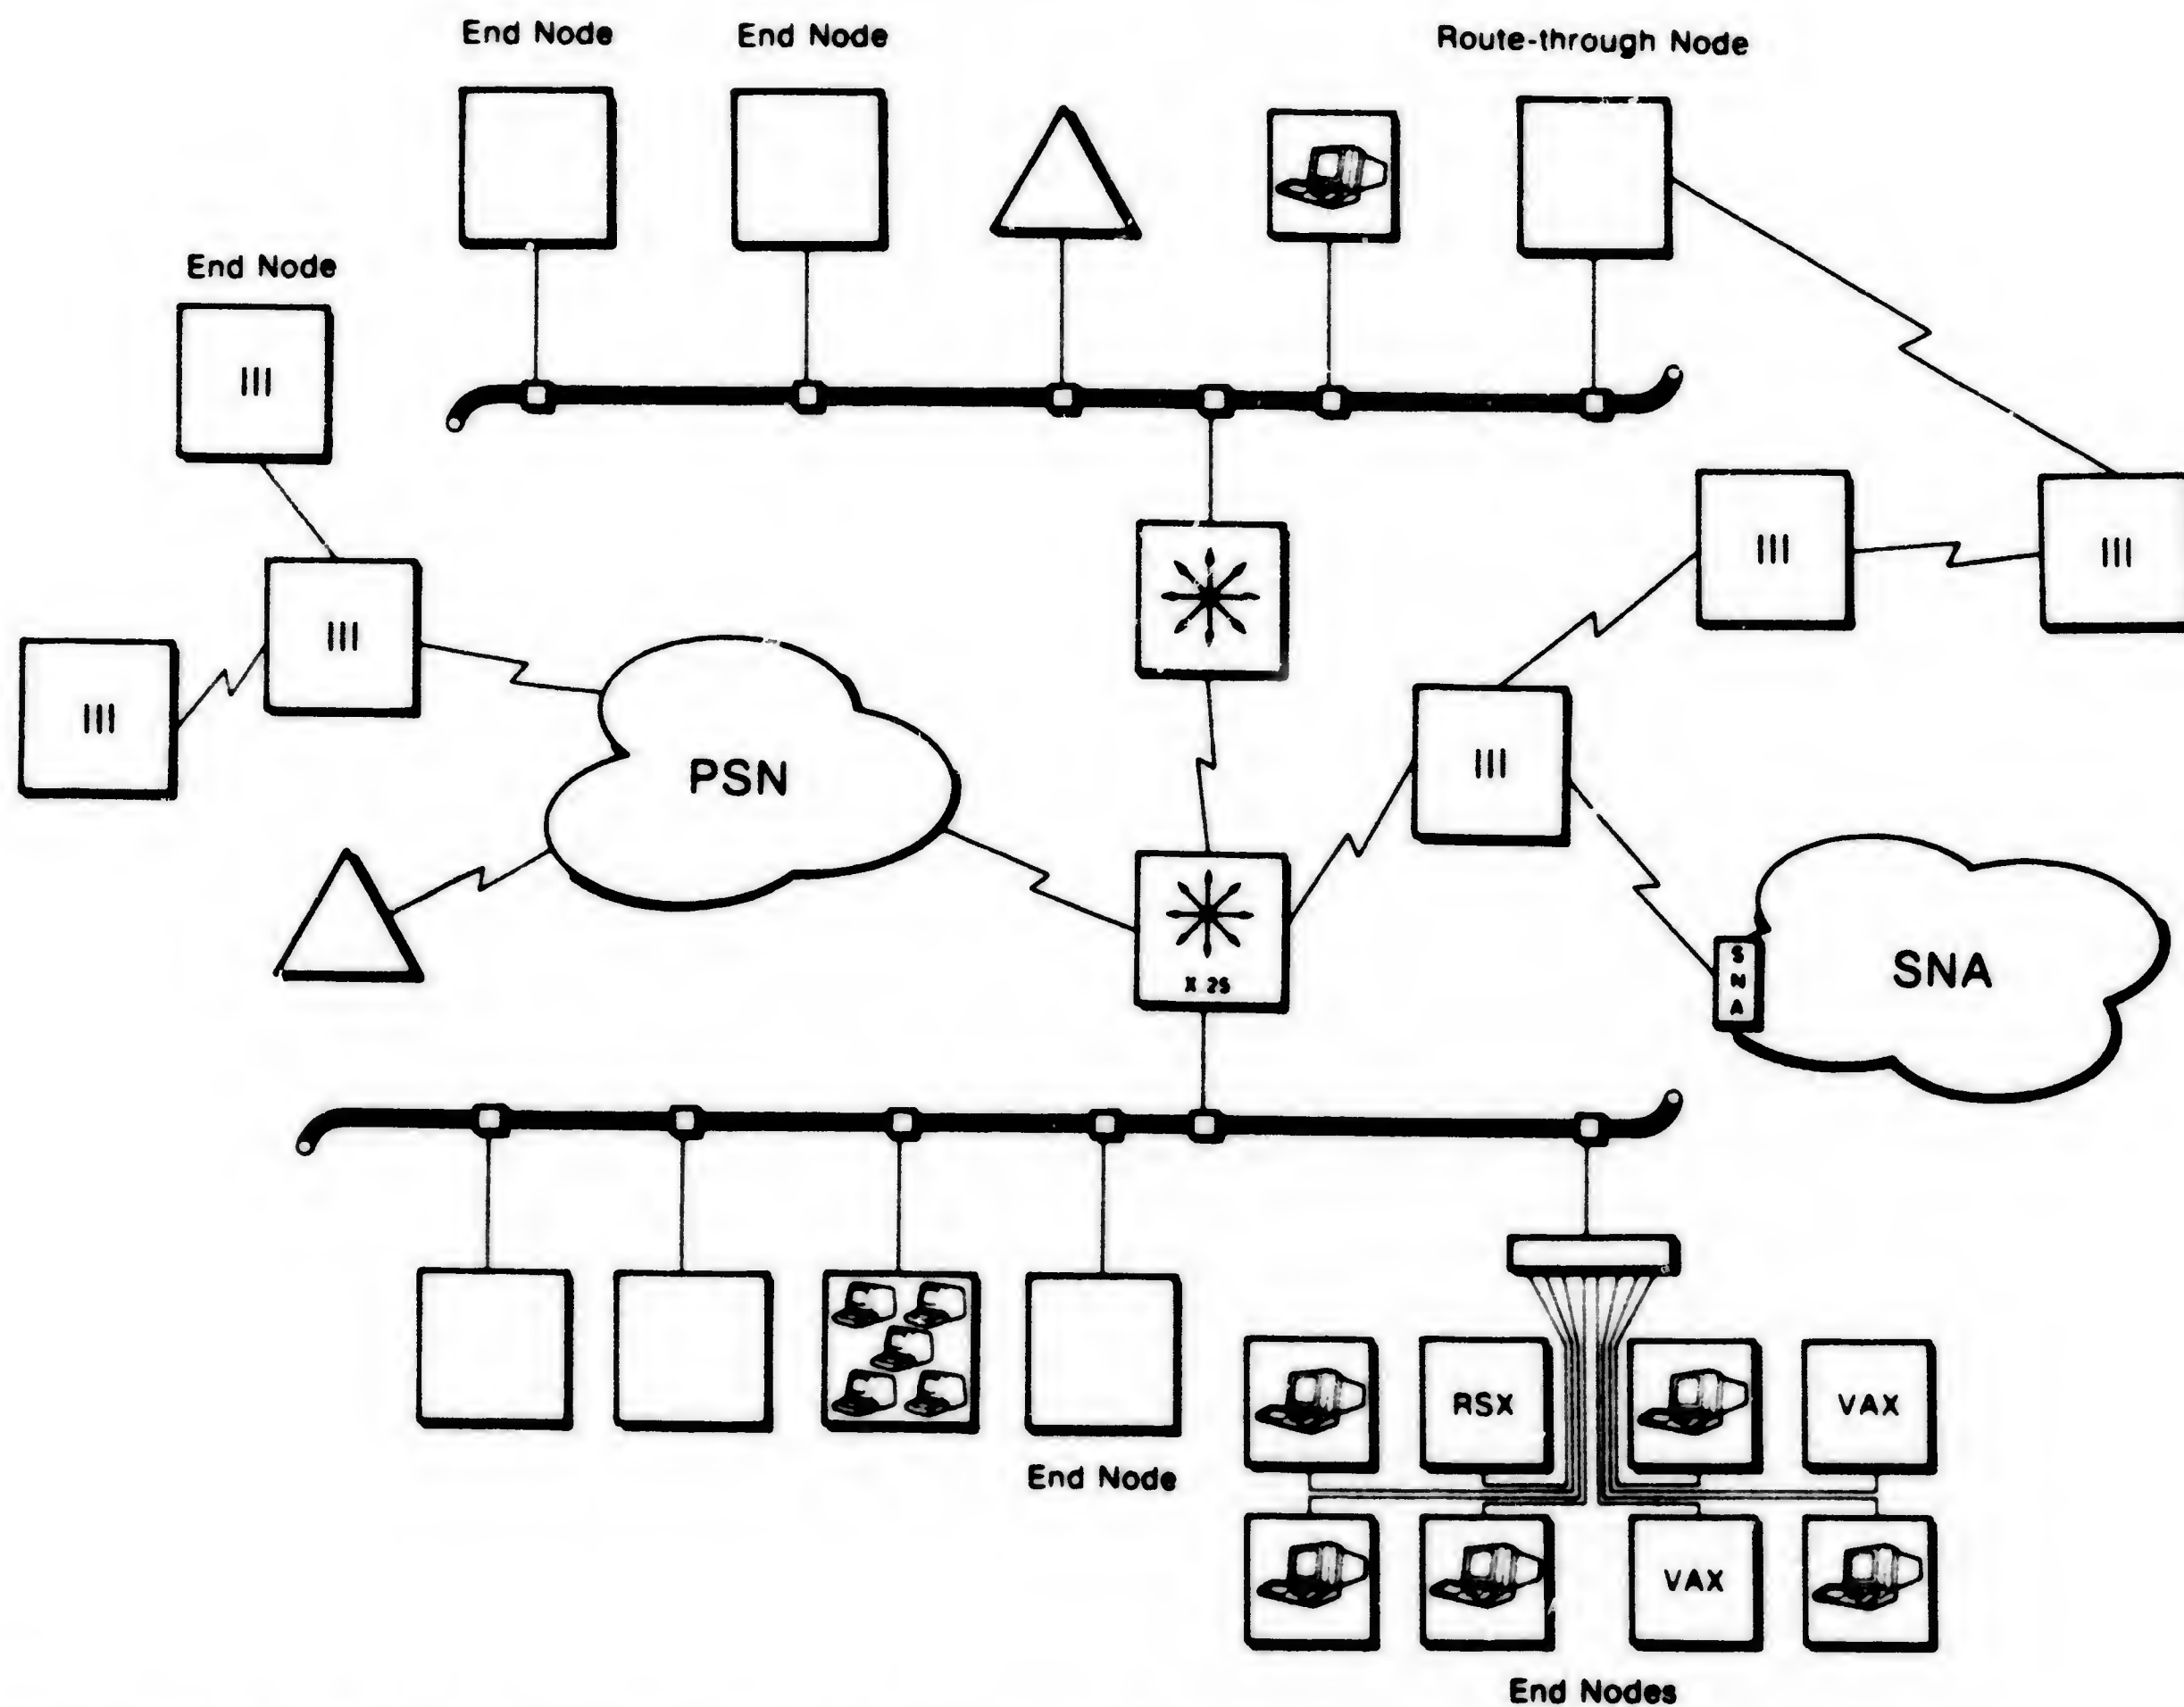 End Node
End Node
Route-through Node
End Node
III
III
III
III
III
III
PSN
X.25
S
N
A
SNA
RSX
VAX
End Node
VAX
End Nodes